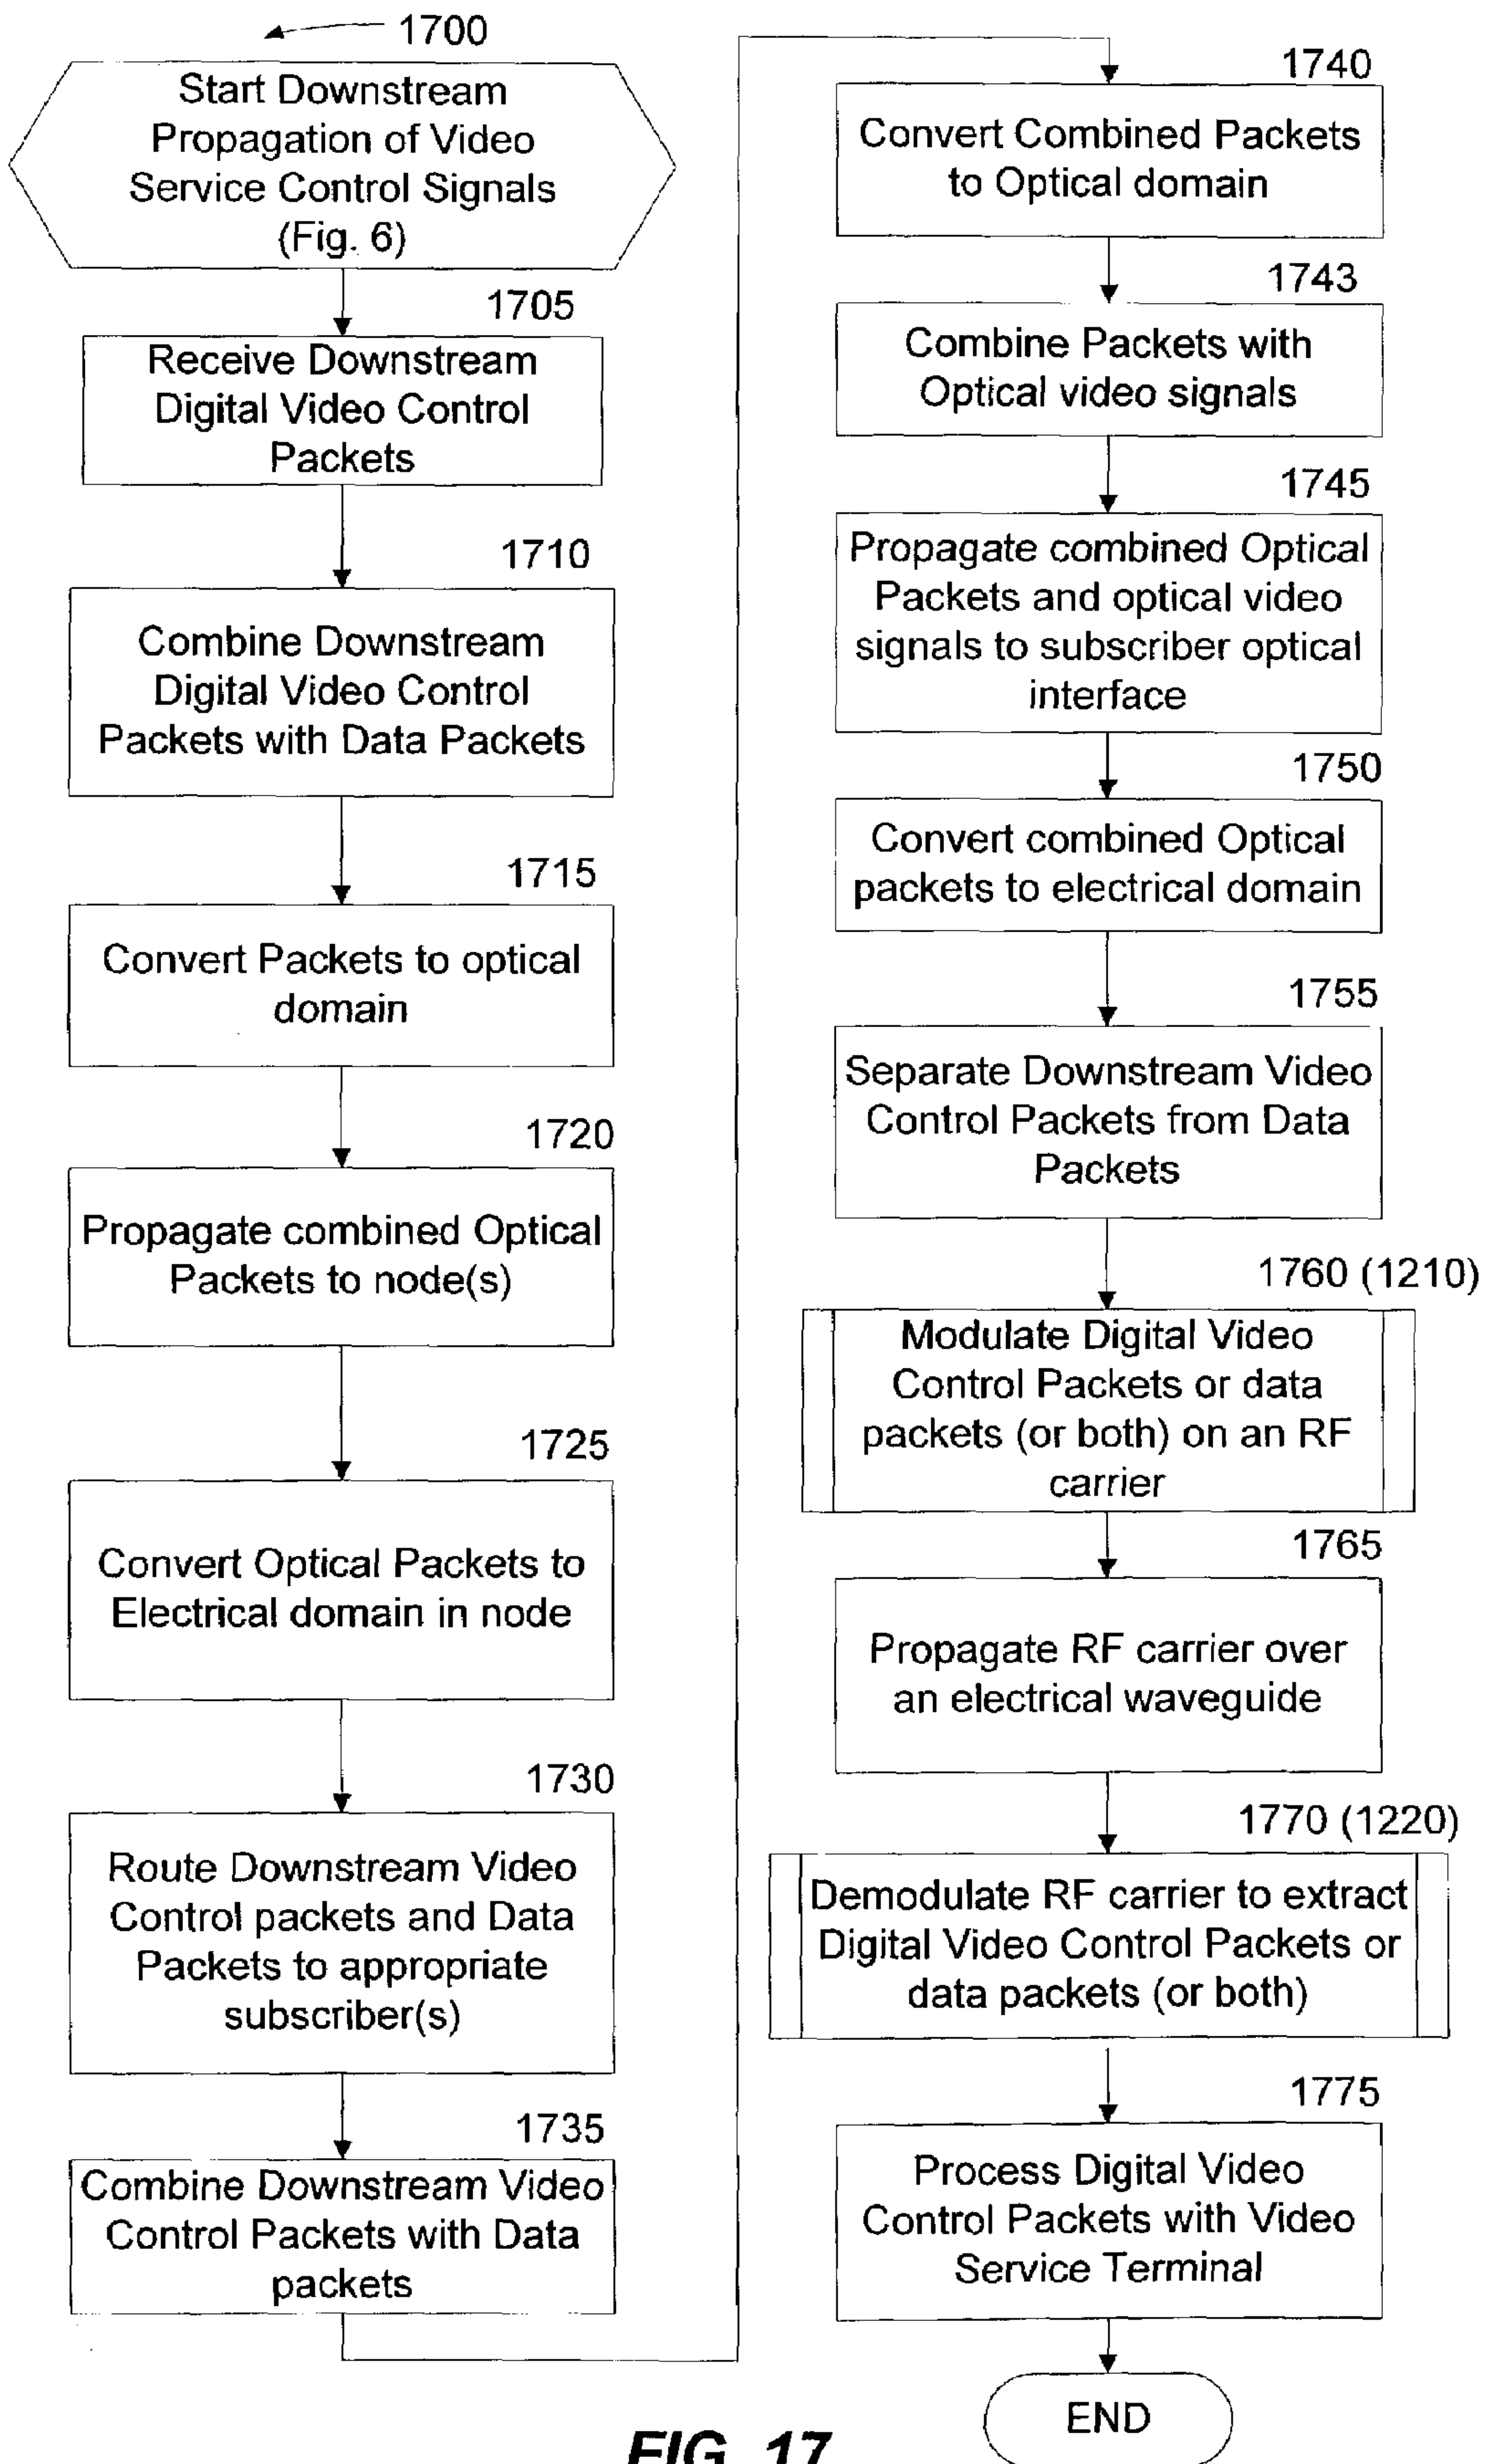 1700
Start Downstream
Propagation of Video
Service Control Signals
(Fig. 6)
1705
Receive Downstream
Digital Video Control
Packets
1710
Combine Downstream
Digital Video Control
Packets with Data Packets
1715
Convert Packets to optical
domain
1720
Propagate combined Optical
Packets to node(s)
1725
Convert Optical Packets to
Electrical domain in node
1730
Route Downstream Video
Control packets and Data
Packets to appropriate
subscriber(s)
1735
Combine Downstream Video
Control Packets with Data
packets
1740
Convert Combined Packets
to Optical domain
1743
Combine Packets with
Optical video signals
1745
Propagate combined Optical
Packets and optical video
signals to subscriber optical
interface
1750
Convert combined Optical
packets to electrical domain
1755
Separate Downstream Video
Control Packets from Data
Packets
1760 (1210)
Modulate Digital Video
Control Packets or data
packets (or both) on an RF
carrier
1765
Propagate RF carrier over
an electrical waveguide
1770 (1220)
Demodulate RF carrier to extract
Digital Video Control Packets or
data packets (or both)
1775
Process Digital Video
Control Packets with Video
Service Terminal
END
FIG. 17